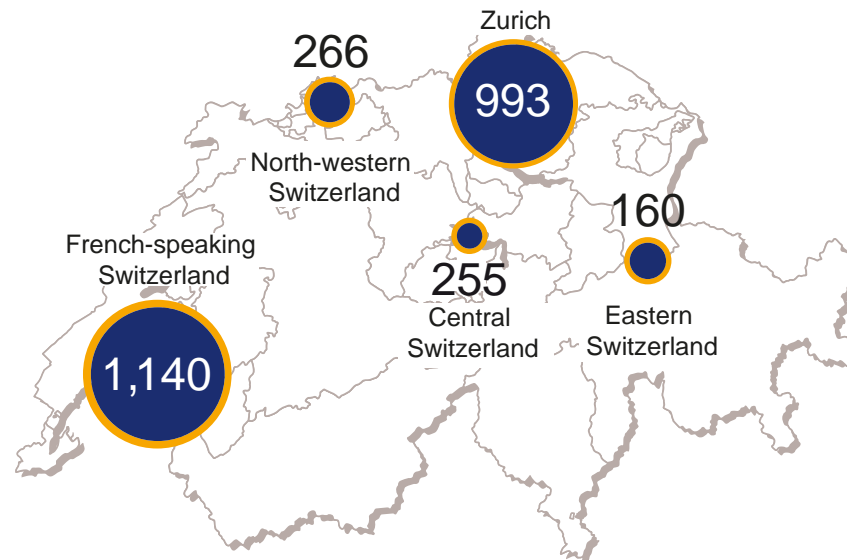 Zurich
993
266
North-western
Switzerland
French-speaking
Switzerland
1,140
255
Central
Switzerland
160
Eastern
Switzerland